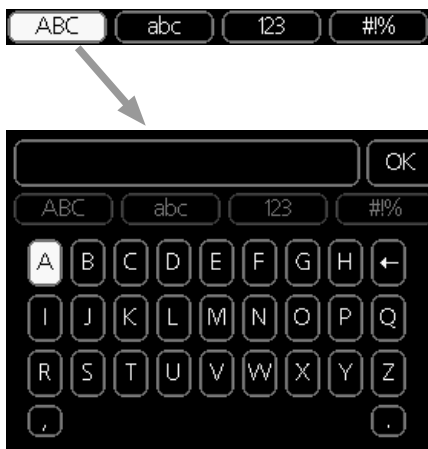 ABC abc 123 #!%
OK
ABC abc 123 #!%
A B C D E F G H ←
I J K L M N O P Q
R S T U V W X Y Z
, .